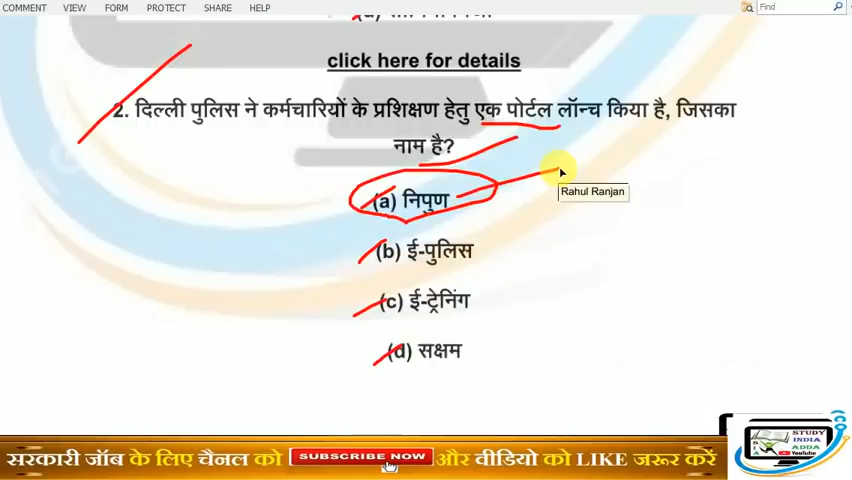 COMMENT VIEW FORM PROTECT SHARE HELP Find
click here for details
2. दिल्ली पुलिस ने कर्मचारियों के प्रशिक्षण हेतु एक पोर्टल लॉन्च किया है, जिसका
नाम है?
Rahul Ranjan
(a) निपुण
(b) ई-पुलिस
(c) ई-ट्रेनिंग
(d) सक्षम
STUDY
INDIA
ADDA
YouTube
सरकारी जॉब के लिए चैनल को SUBSCRIBE NOW और वीडियो को LIKE जरूर करें